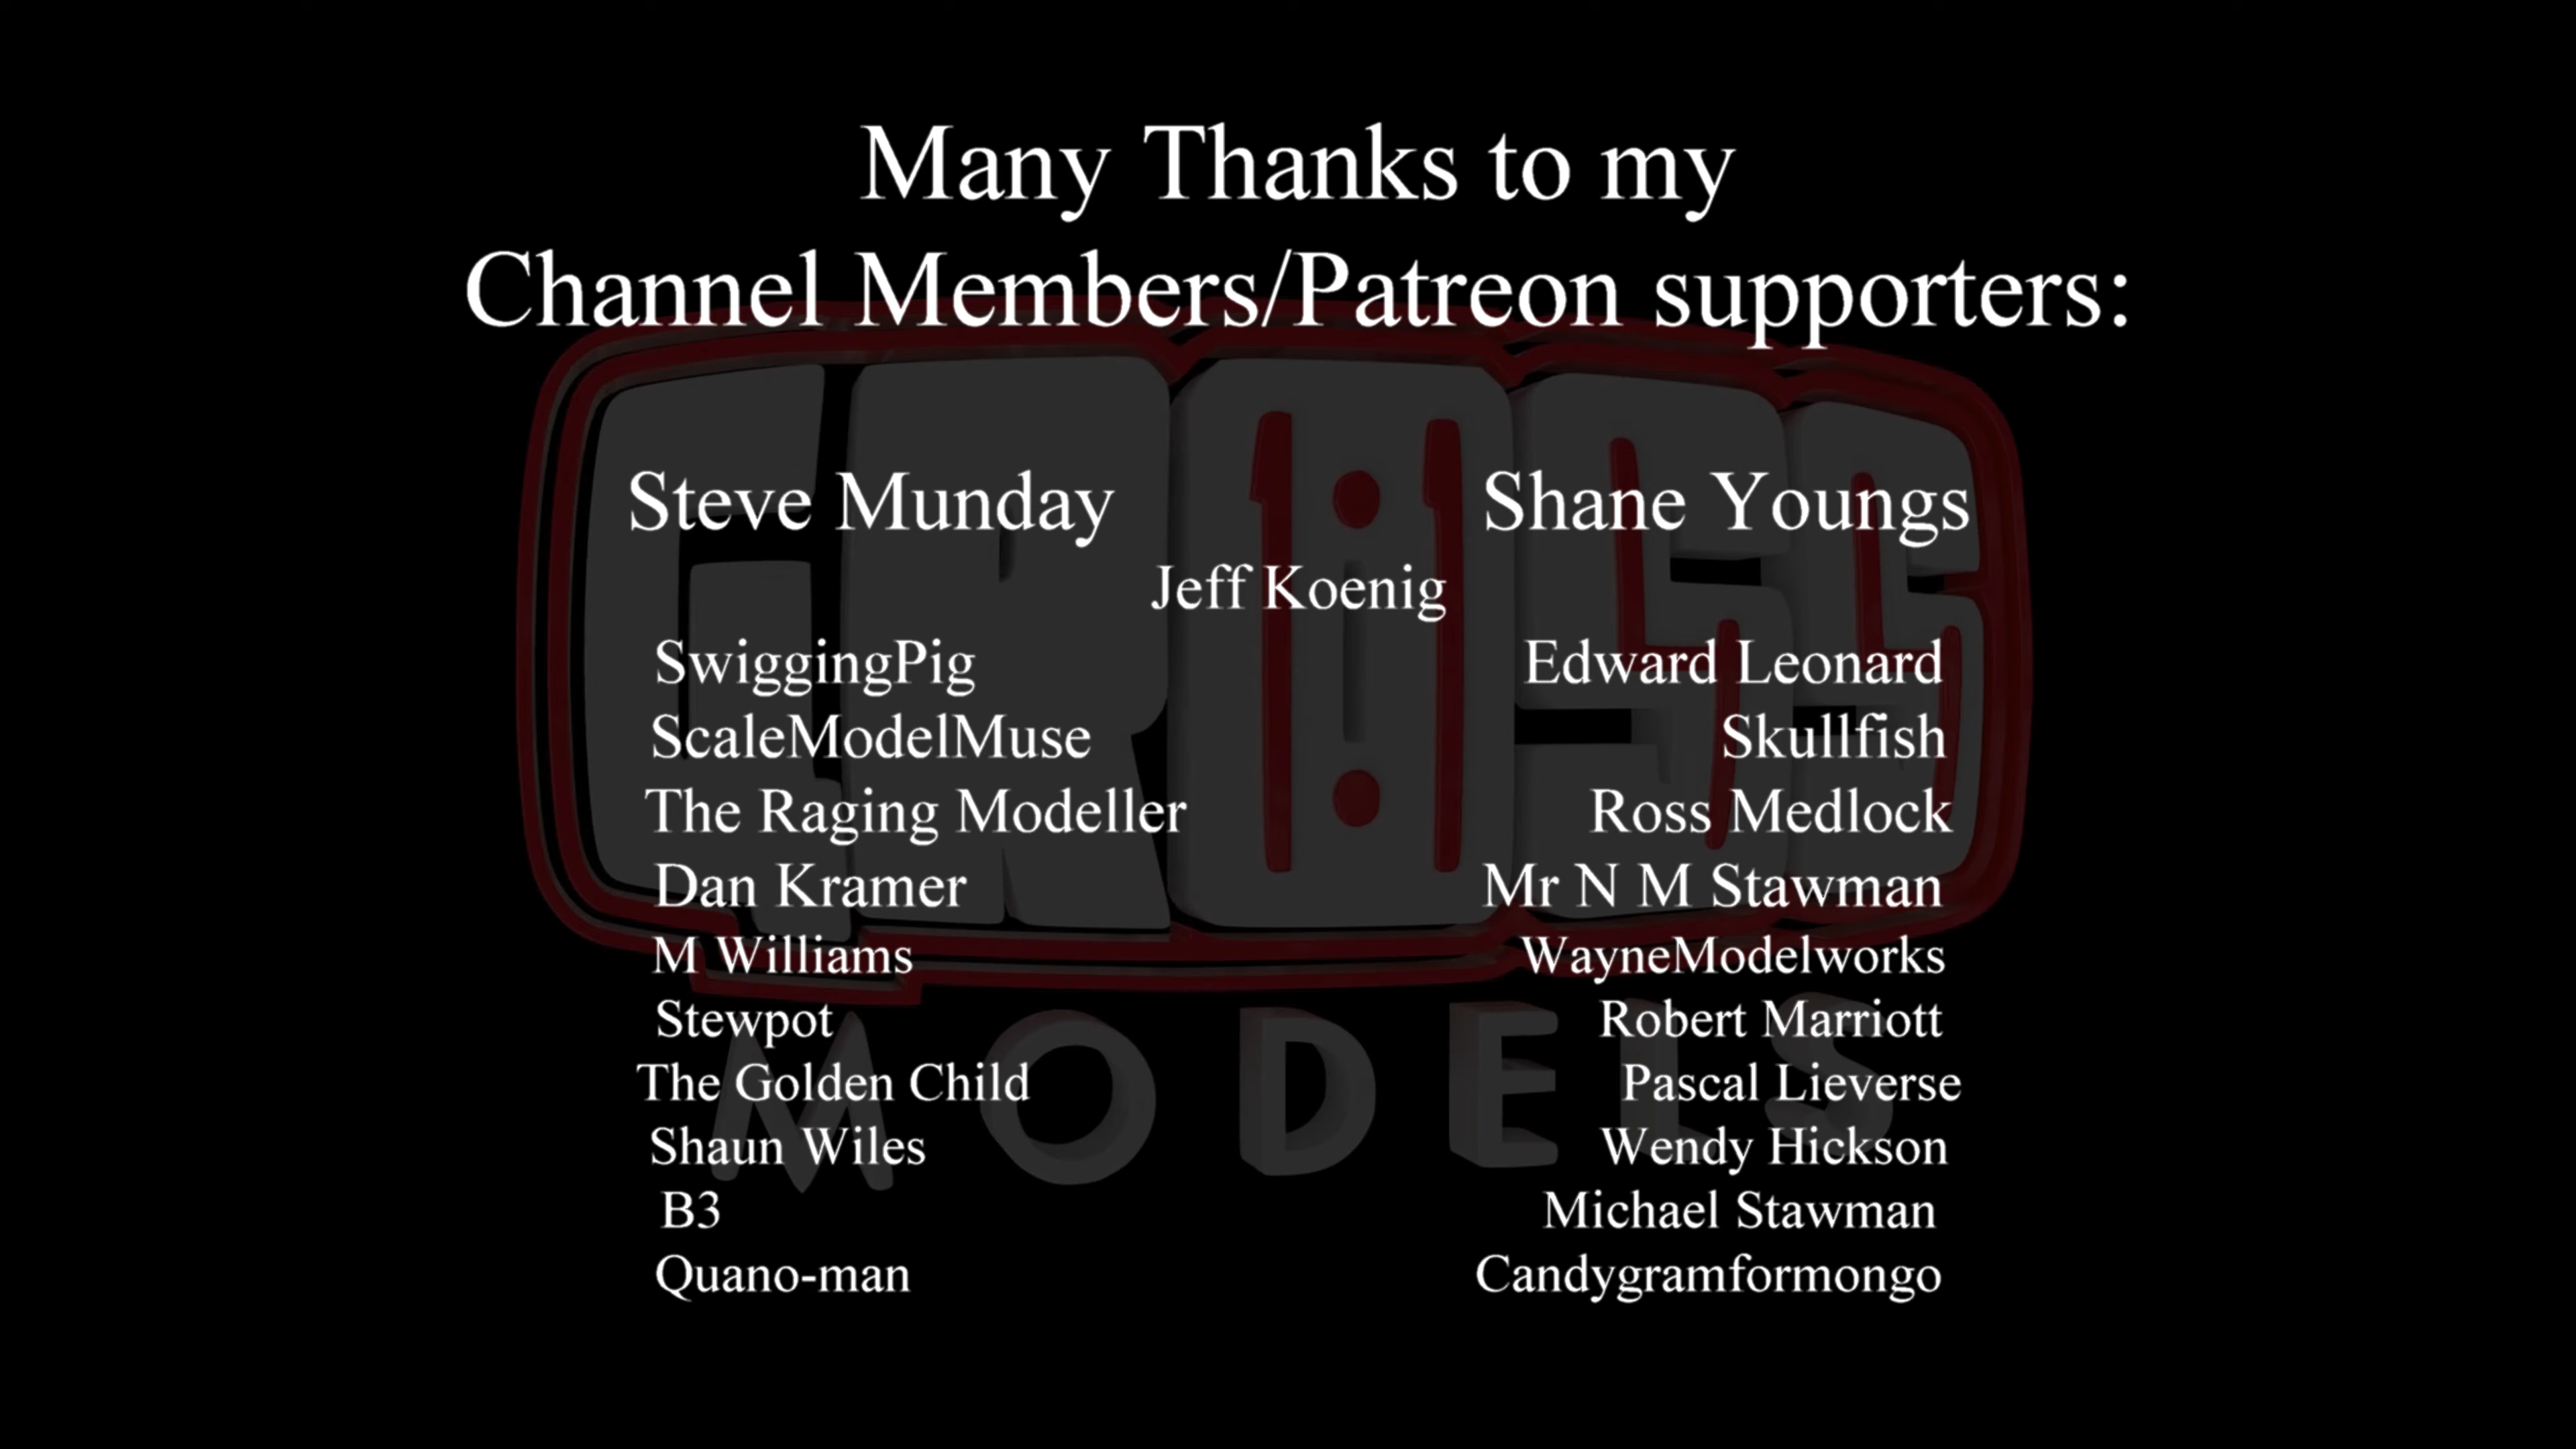 Many Thanks to my
Channel Members/Patreon supporters:
Steve Munday Shane Youngs
Jeff Koenig
SwiggingPig Edward Leonard
ScaleModelMuse Skullfish
The Raging Modeller Ross Medlock
Dan Kramer Mr N M Stawman
M Williams WayneModelworks
Stewpot Robert Marriott
The Golden Child Pascal Lieverse
Shaun Wiles Wendy Hickson
B3 Michael Stawman
Quano-man Candygramformongo
GROSS
MODELS